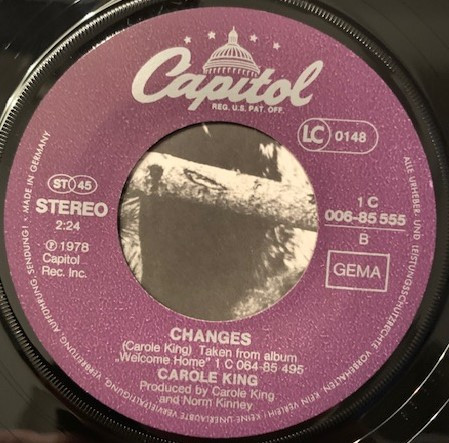 Capitol
REG. U.S. PAT. OFF.
LC 0148
ST 45
STEREO
2:24
℗ 1978
Capitol
Rec. Inc.
1 C
006-85 555
B
GEMA
CHANGES
(Carole King) Taken from album
„Welcome Home" 1 C 064-85 495
CAROLE KING
Produced by Carole King
and Norm Kinney
ALLE URHEBER- UND LEISTUNGSSCHUTZRECHTE VORBEHALTEN · KEIN VERLEIH! · KEINE UNERLAUBTE VERVIELFÄLTIGUNG, VERMIETUNG, AUFFÜHRUNG, SENDUNG! · MADE IN GERMANY